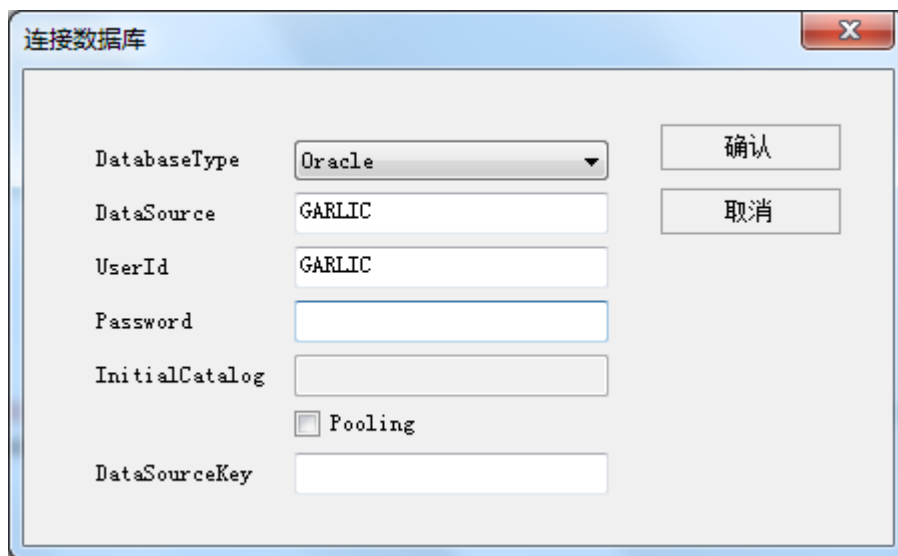 连接数据库
DatabaseType Oracle 确认
DataSource GARLIC 取消
UserId GARLIC
Password
InitialCatalog
Pooling
DataSourceKey